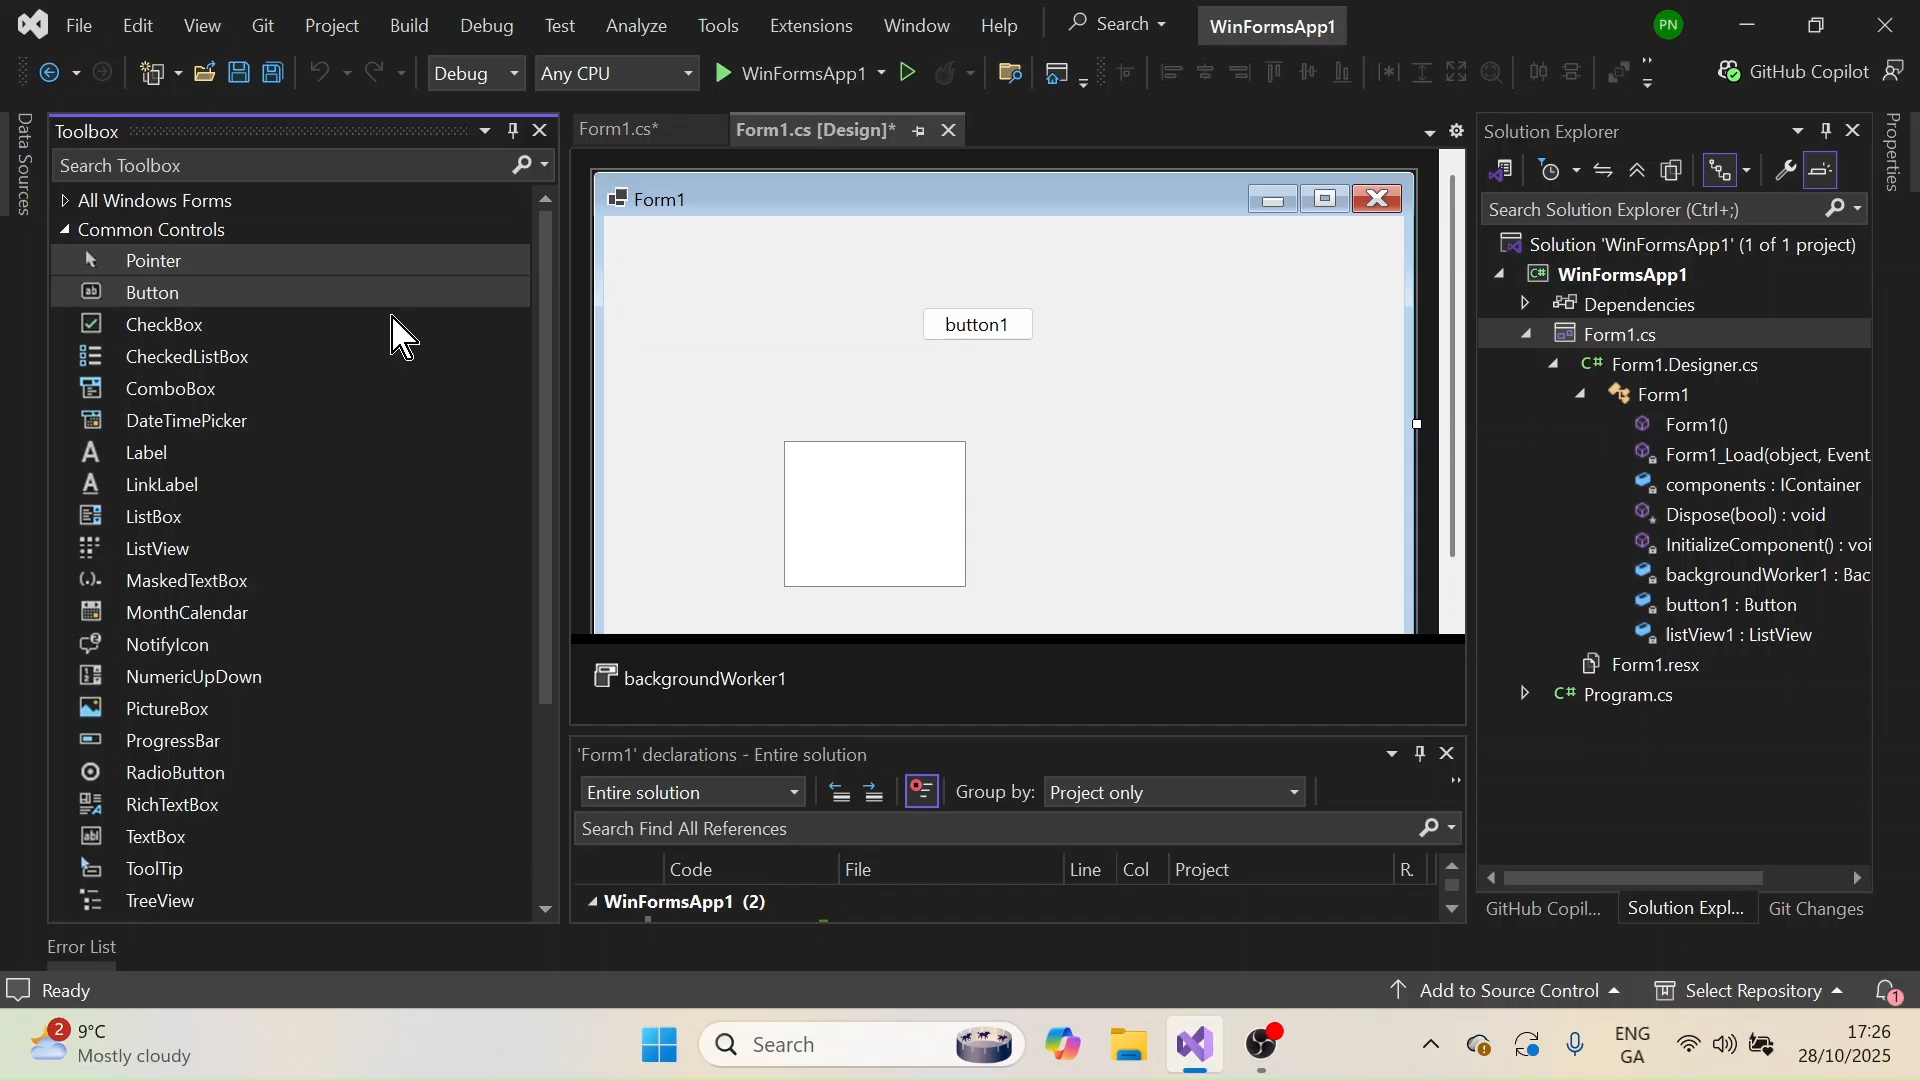 File Edit View Git Project Build Debug Test Analyze Tools Extensions Window Help Search WinFormsApp1 PN
Debug Any CPU WinFormsApp1 GitHub Copilot
Data Sources
Toolbox
Search Toolbox
All Windows Forms
Common Controls
Pointer
Button
CheckBox
CheckedListBox
ComboBox
DateTimePicker
Label
LinkLabel
ListBox
ListView
MaskedTextBox
MonthCalendar
NotifyIcon
NumericUpDown
PictureBox
ProgressBar
RadioButton
RichTextBox
TextBox
ToolTip
TreeView
Form1.cs* Form1.cs [Design]*
Form1
button1
backgroundWorker1
'Form1' declarations - Entire solution
Entire solution Group by: Project only
Search Find All References
Code File Line Col Project R.
WinFormsApp1 (2)
Solution Explorer
Search Solution Explorer (Ctrl+;)
Solution 'WinFormsApp1' (1 of 1 project)
C# WinFormsApp1
Dependencies
Form1.cs
C# Form1.Designer.cs
Form1
Form1()
Form1_Load(object, Event
components : IContainer
Dispose(bool) : void
InitializeComponent() : voi
backgroundWorker1 : Bac
button1 : Button
listView1 : ListView
Form1.resx
C# Program.cs
GitHub Copil... Solution Expl... Git Changes
Properties
Error List
Ready Add to Source Control Select Repository 1
2 9°C
Mostly cloudy
Search
ENG
GA
17:26
28/10/2025